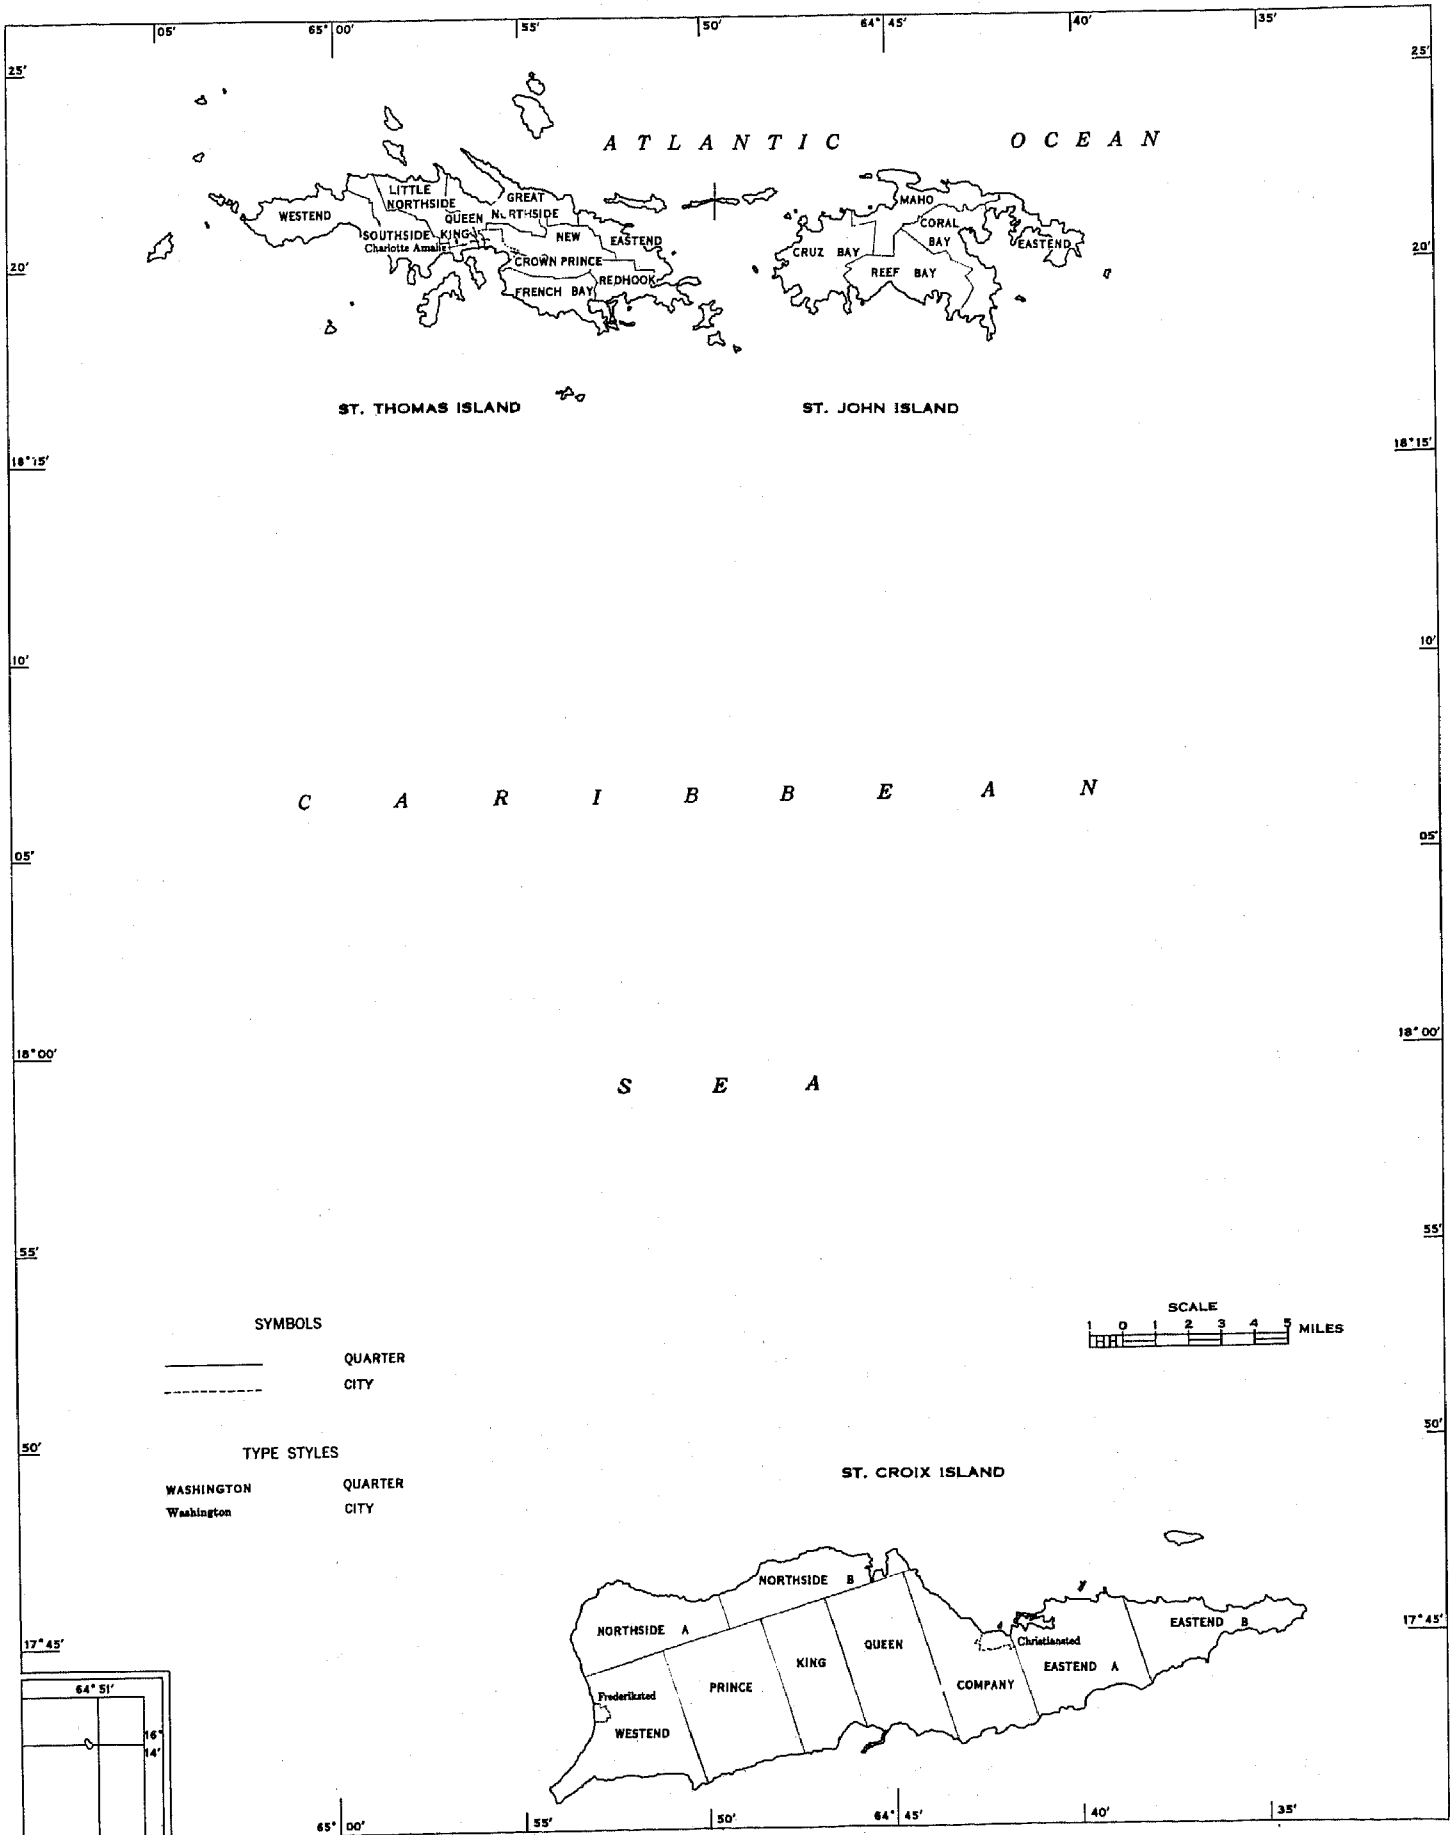 05' 65° 00' 55' 50' 64° 45' 40' 35'
25' 25'
ATLANTIC OCEAN
LITTLE NORTHSIDE
GREAT NORTHSIDE
WESTEND
QUEEN
SOUTHSIDE KING
Charlotte Amalie
NEW
EASTEND
CROWN PRINCE
REDHOOK
FRENCH BAY
MAHO
CORAL BAY
CRUZ BAY
EASTEND
REEF BAY
20' 20'
ST. THOMAS ISLAND
ST. JOHN ISLAND
18° 15' 18° 15'
10' 10'
CARIBBEAN
05' 05'
18° 00' 18° 00'
SEA
55' 55'
SCALE
1 0 1 2 3 4 5 MILES
SYMBOLS
QUARTER
CITY
50' 50'
TYPE STYLES
WASHINGTON QUARTER
Washington CITY
ST. CROIX ISLAND
NORTHSIDE B
NORTHSIDE A
EASTEND B
17° 45' 17° 45'
QUEEN
Christiansted
KING
EASTEND A
PRINCE
COMPANY
Frederiksted
WESTEND
64° 51'
16°
14'
65° 00' 55' 50' 64° 45' 40' 35'